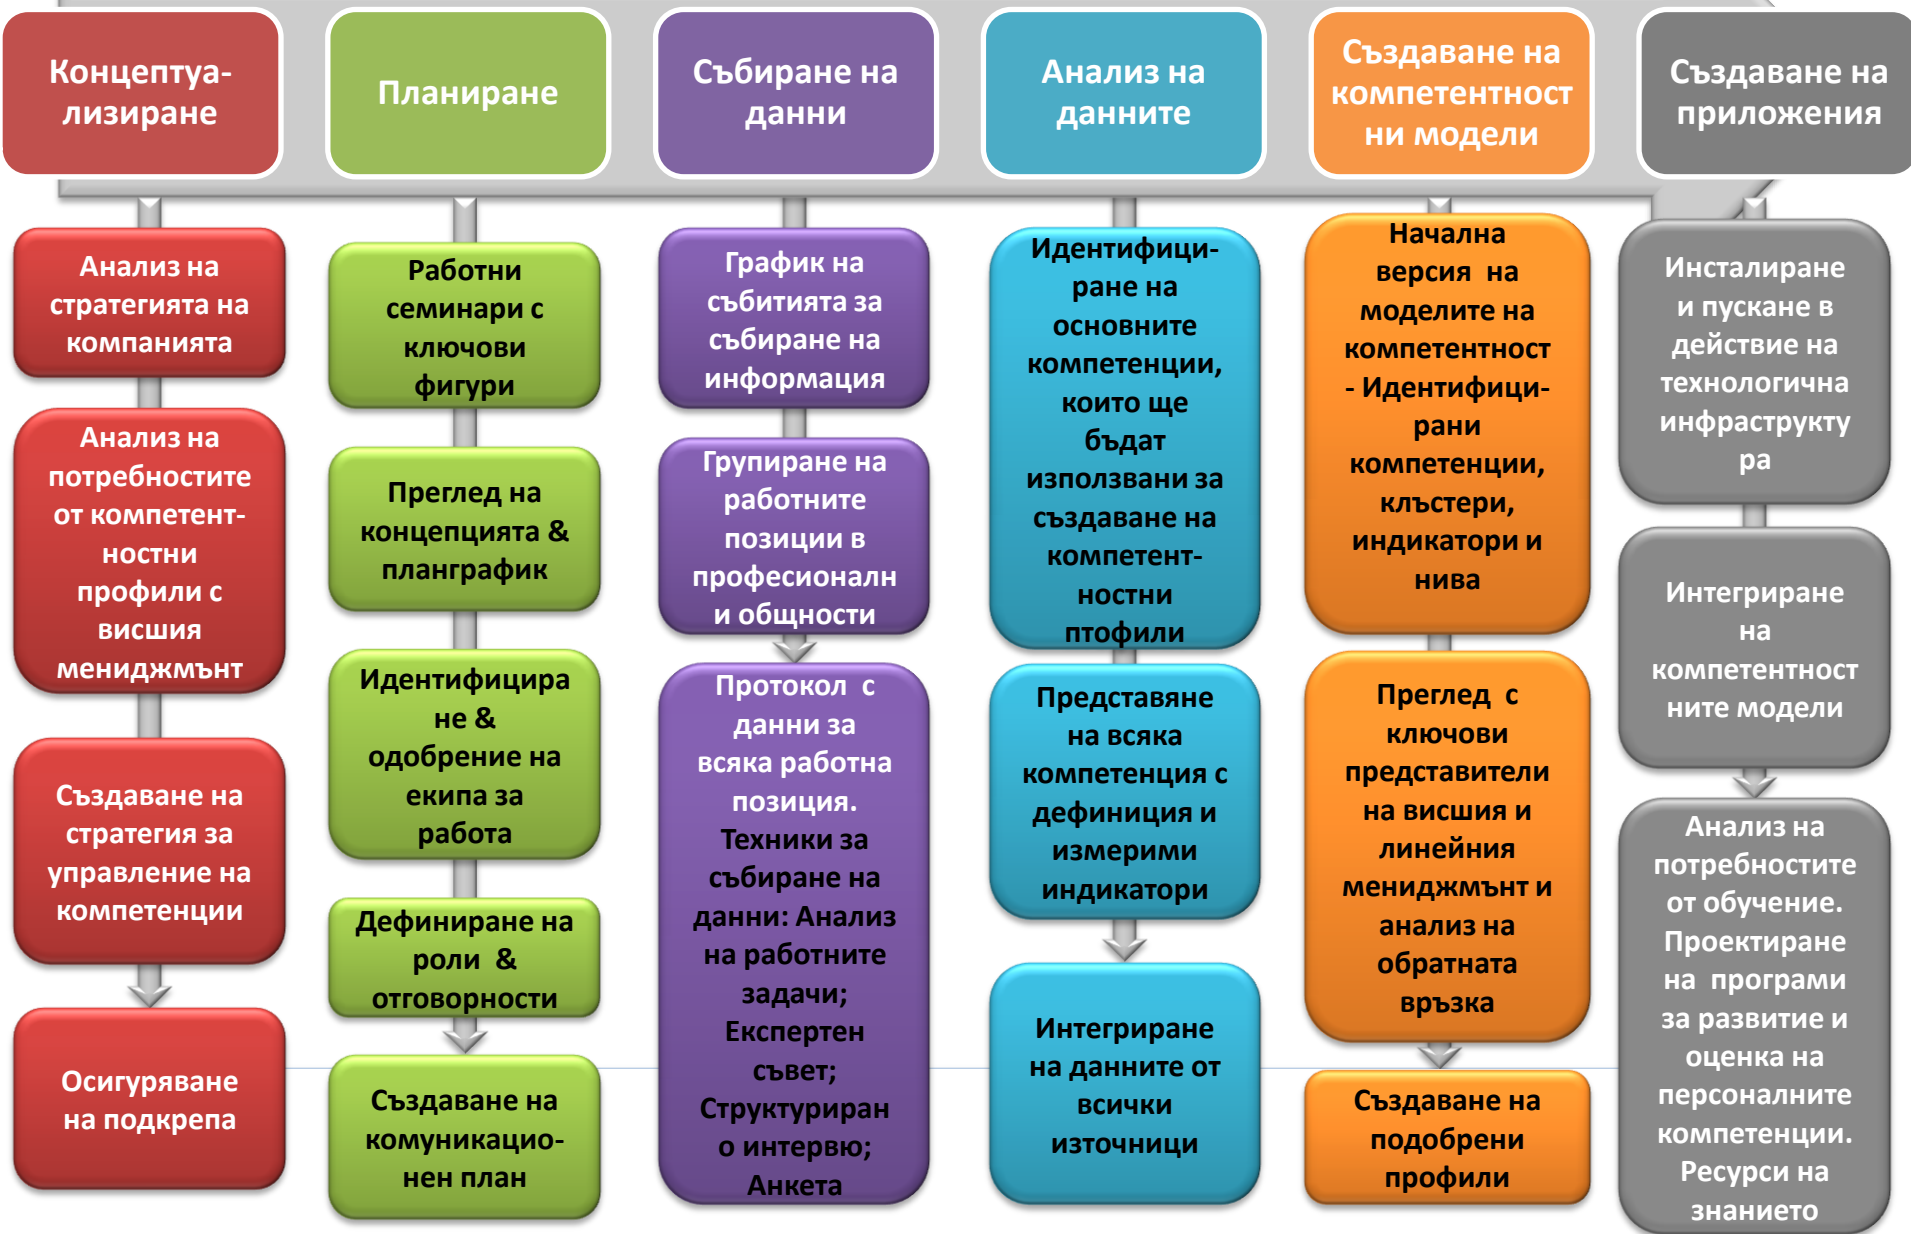 Концептуа-
лизиране
Планиране
Събиране на
данни
Анализ на
данните
Създаване на
компетентност
ни модели
Създаване на
приложения
Анализ на
стратегията на
компанията
Анализ на
потребностите
от компетент-
ностни
профили с
висшия
мениджмънт
Създаване на
стратегия за
управление на
компетенции
Осигуряване
на подкрепа
Работни
семинари с
ключови
фигури
Преглед на
концепцията &
планграфик
Идентифицира
не &
одобрение на
екипа за
работа
Дефиниране на
роли &
отговорности
Създаване на
комуникацио-
нен план
График на
събитията за
събиране на
информация
Групиране на
работните
позиции в
професионалн
и общности
Протокол с
данни за
всяка работна
позиция.
Техники за
събиране на
данни: Анализ
на работните
задачи;
Експертен
съвет;
Структуриран
о интервю;
Анкета
Идентифици-
ране на
основните
компетенции,
които ще
бъдат
използвани за
създаване на
компетент-
ностни
птофили
Представяне
на всяка
компетенция с
дефиниция и
измерими
индикатори
Интегриране
на данните от
всички
източници
Начална
версия на
моделите на
компетентност
- Идентифици-
рани
компетенции,
клъстери,
индикатори и
нива
Преглед с
ключови
представители
на висшия и
линейния
мениджмънт и
анализ на
обратната
връзка
Създаване на
подобрени
профили
Инсталиране
и пускане в
действие на
технологична
инфраструкту
ра
Интегриране
на
компетентност
ните модели
Анализ на
потребностите
от обучение.
Проектиране
на програми
за развитие и
оценка на
персоналните
компетенции.
Ресурси на
знанието